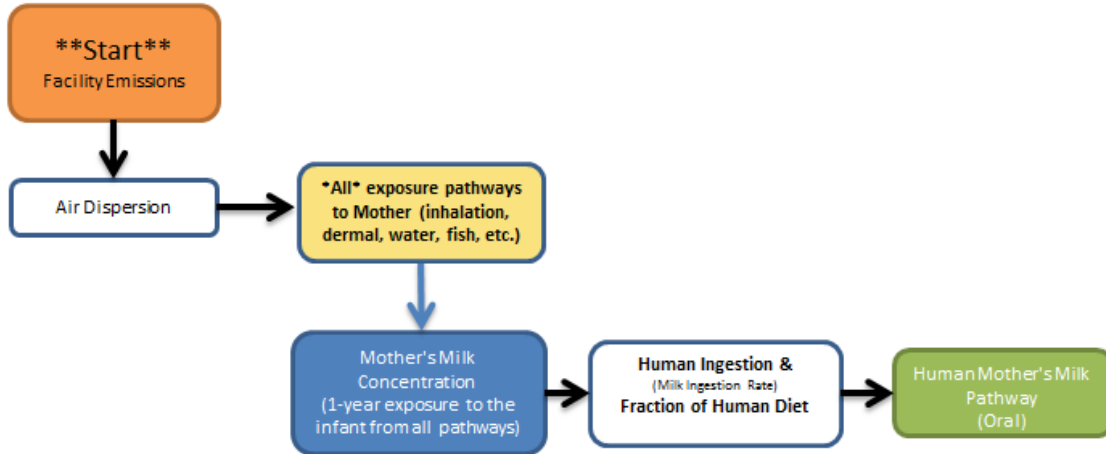 **Start**
Facility Emissions
Air Dispersion
*All* exposure pathways
to Mother (inhalation,
dermal, water, fish, etc.)
Mother's Milk
Concentration
(1-year exposure to the
infant from all pathways)
Human Ingestion &
(Milk Ingestion Rate)
Fraction of Human Diet
Human Mother's Milk
Pathway
(Oral)